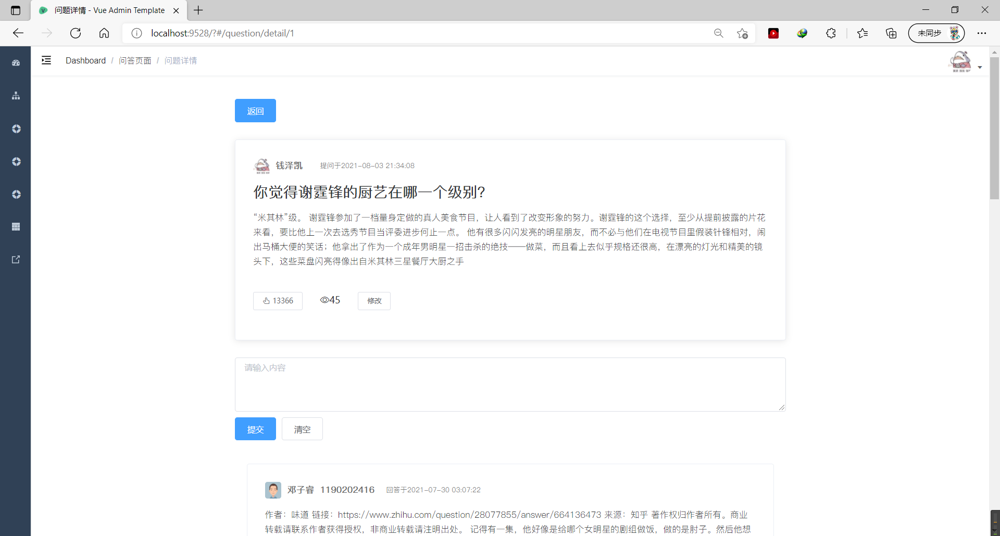 问题详情 - Vue Admin Template
localhost:9528/?#/question/detail/1
未同步
Dashboard / 问答页面 / 问题详情
返回
钱泽凯 提问于2021-08-03 21:34:08
你觉得谢霆锋的厨艺在哪一个级别?
“米其林”级。 谢霆锋参加了一档量身定做的真人美食节目，让人看到了改变形象的努力。谢霆锋的这个选择，至少从提前披露的片花
来看，要比他上一次去选秀节目当评委进步何止一点。 他有很多闪闪发亮的明星朋友，而不必与他们在电视节目里假装针锋相对，闹
出马桶大便的笑话；他拿出了作为一个成年男明星一招击杀的绝技——做菜，而且看上去似乎规格还很高，在漂亮的灯光和精美的镜
头下，这些菜盘闪亮得像出自米其林三星餐厅大厨之手
13366 45 修改
请输入内容
提交 清空
邓子睿 1190202416 回答于2021-07-30 03:07:22
作者：味道 链接：https://www.zhihu.com/question/28077855/answer/664136473 来源：知乎 著作权归作者所有。商业
转载请联系作者获得授权，非商业转载请注明出处。 记得有一集，他好像是给哪个女明星的剧组做饭，做的是肘子。然后他想